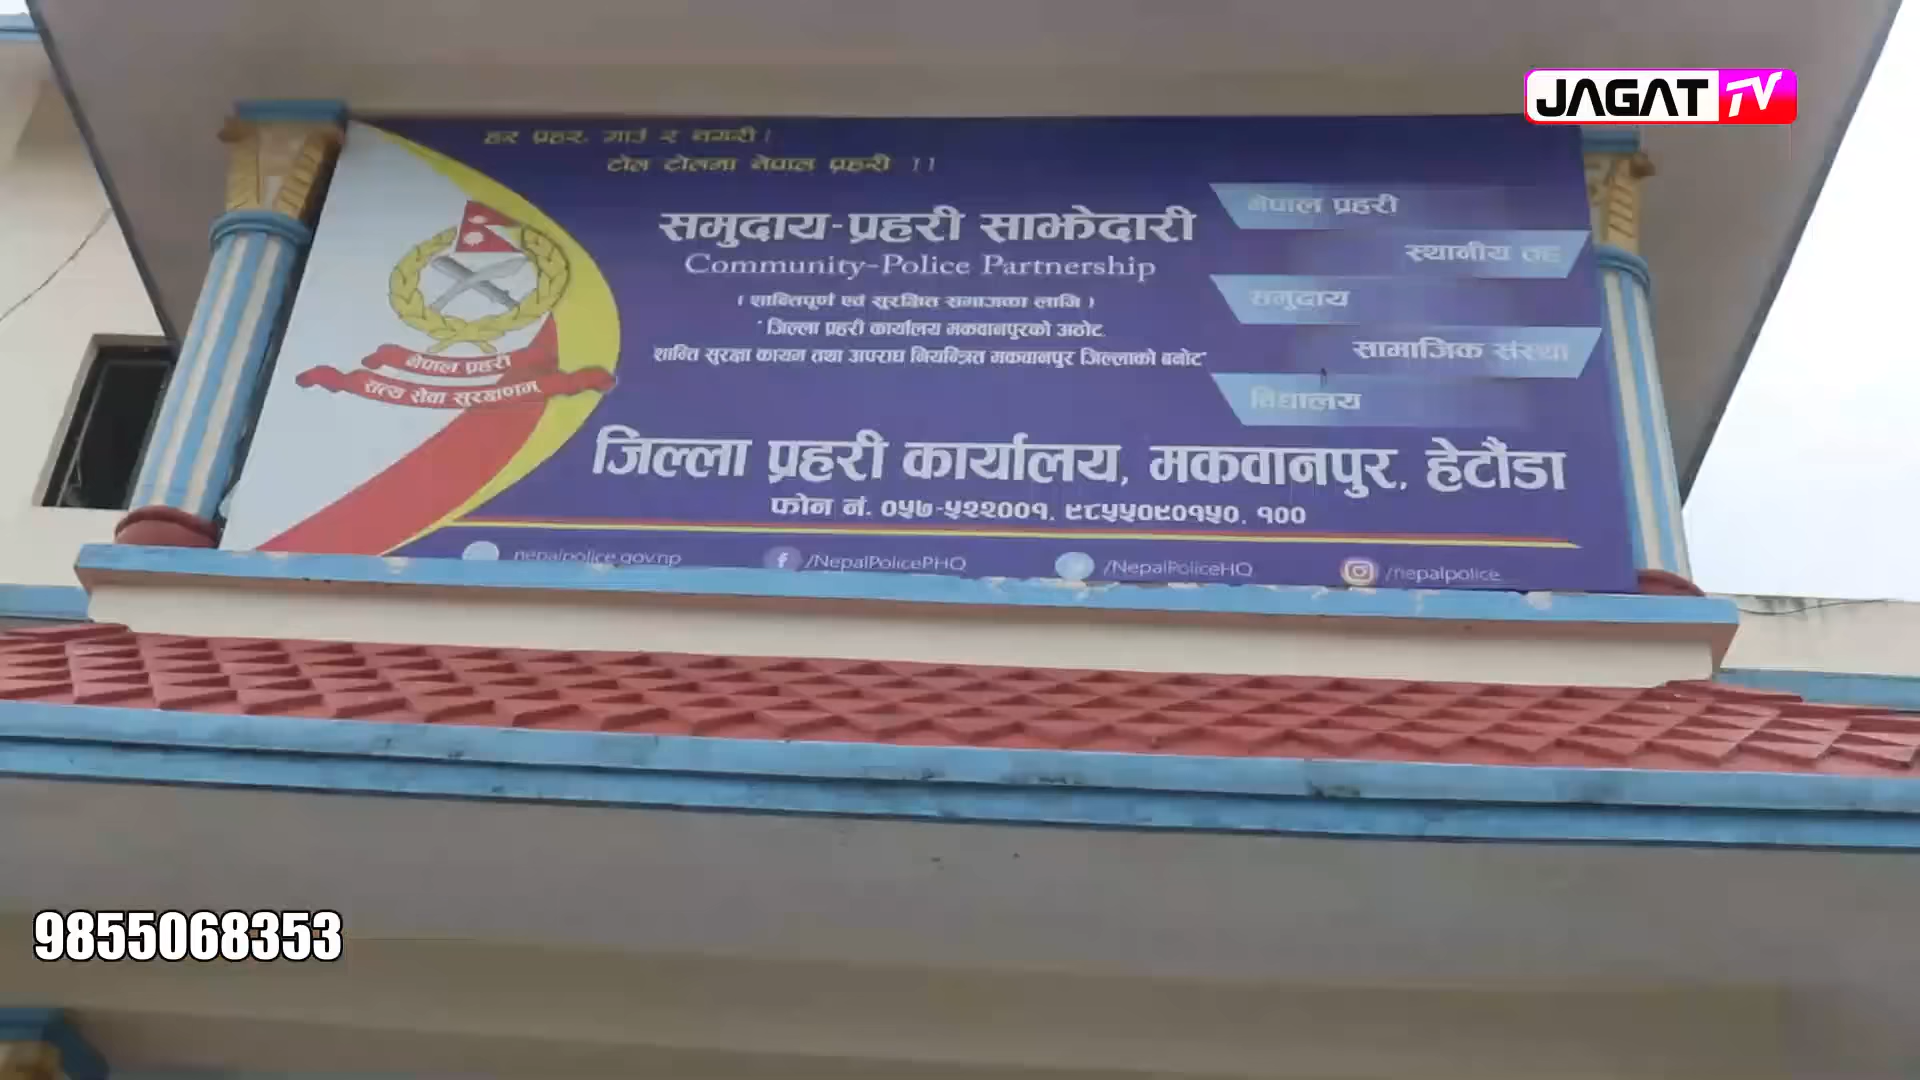 JAGAT TV
हर प्रहर, गाउँ र नगरी।
टोल टोलमा नेपाल प्रहरी ।।
समुदाय-प्रहरी साझेदारी
Community-Police Partnership
( शान्तिपूर्ण एवं सुरक्षित समाजका लागि )
" जिल्ला प्रहरी कार्यालय मकवानपुरको अठोट,
शान्ति सुरक्षा कायम तथा अपराध नियन्त्रित मकवानपुर जिल्लाको बनोट"
नेपाल प्रहरी
स्थानीय तह
समुदाय
सामाजिक संस्था
विद्यालय
नेपाल प्रहरी
सत्य सेवा सुरक्षणम्
जिल्ला प्रहरी कार्यालय, मकवानपुर, हेटौंडा
फोन नं. ०५७-५२२००१, ९८५५०९०१५०, १००
nepalpolice.gov.np
/NepalPolicePHQ
/NepalPoliceHQ
/nepalpolice
9855068353